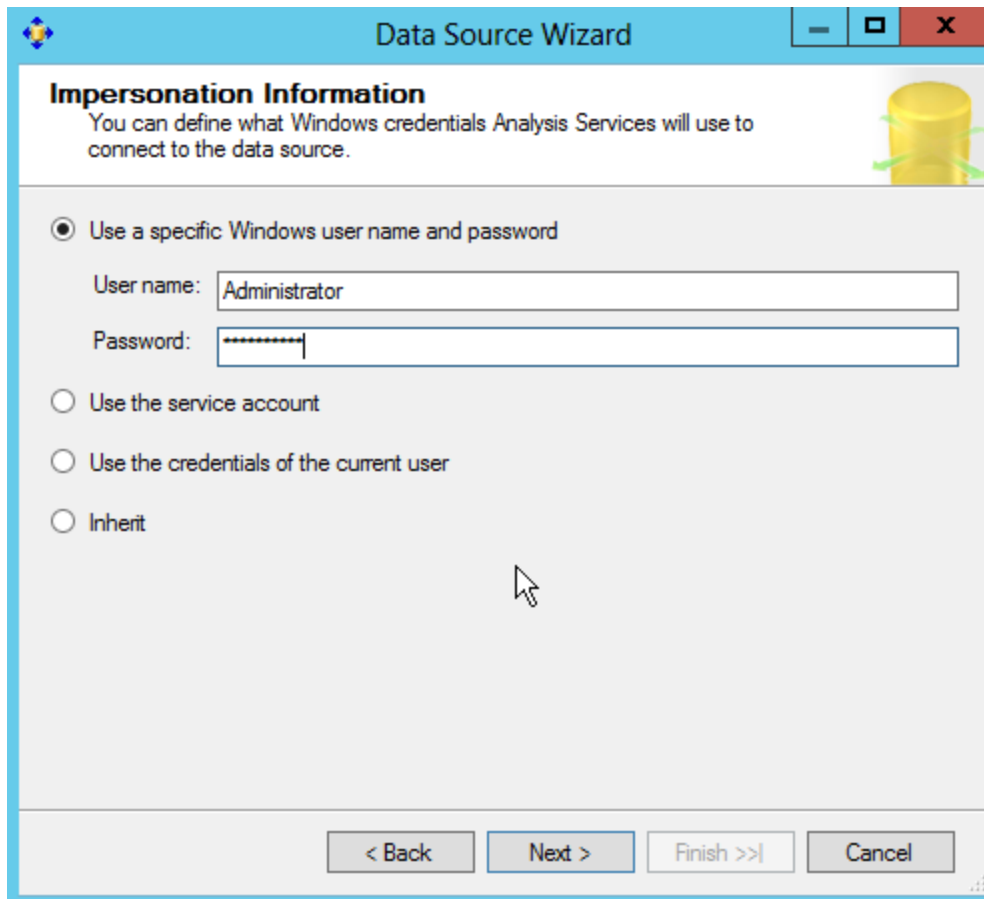 Data Source Wizard
Impersonation Information
You can define what Windows credentials Analysis Services will use to
connect to the data source.
Use a specific Windows user name and password
User name: Administrator
Password: **********
Use the service account
Use the credentials of the current user
Inherit
< Back Next > Finish >>| Cancel